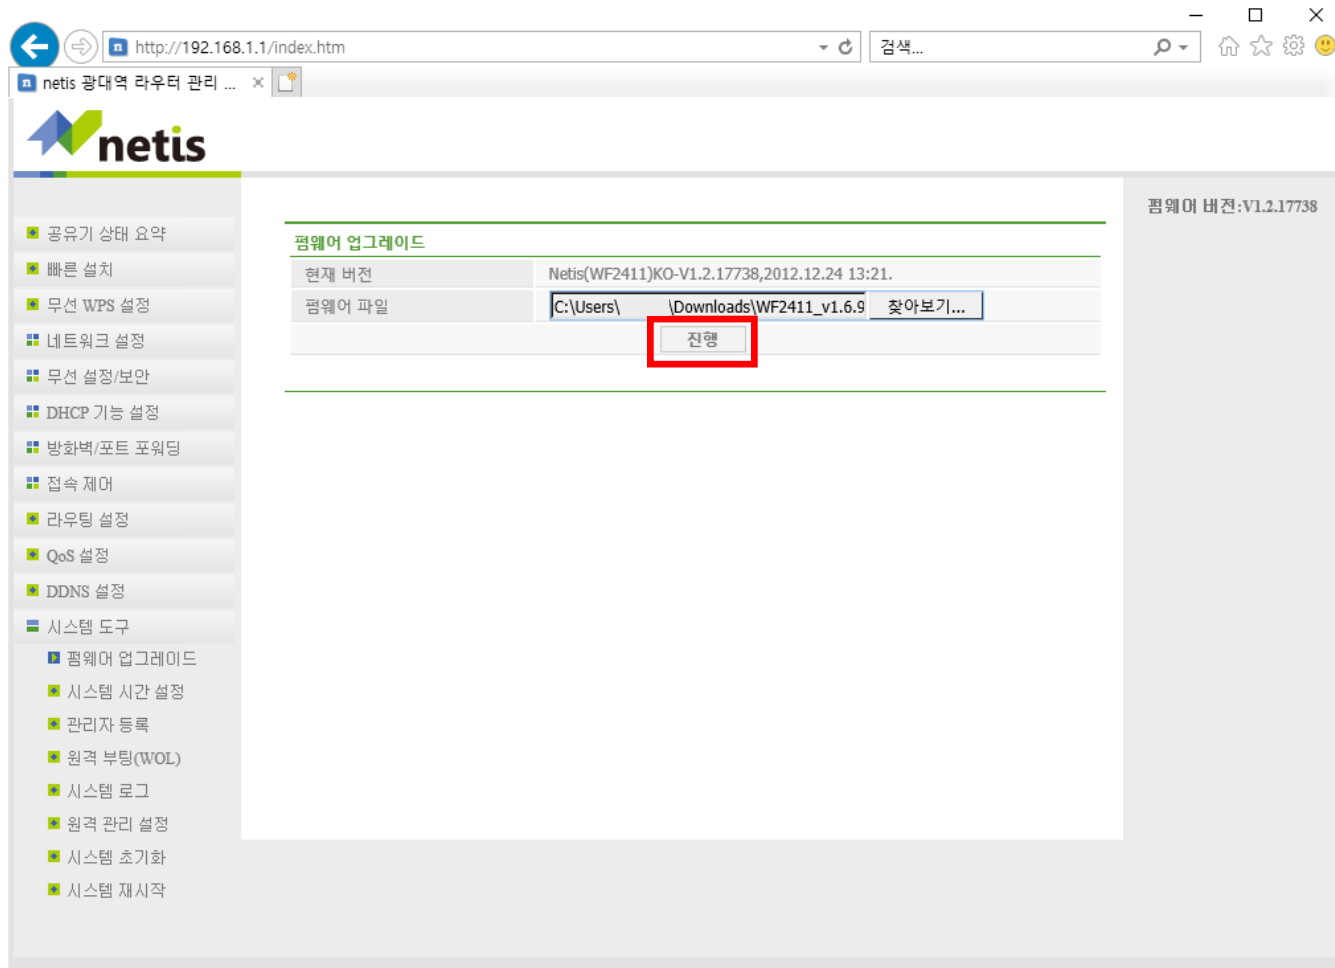 http://192.168.1.1/index.htm
검색...
netis 광대역 라우터 관리 ...
netis
펌웨어 버전:V1.2.17738
공유기 상태 요약
빠른 설치
무선 WPS 설정
네트워크 설정
무선 설정/보안
DHCP 기능 설정
방화벽/포트 포워딩
접속 제어
라우팅 설정
QoS 설정
DDNS 설정
시스템 도구
펌웨어 업그레이드
시스템 시간 설정
관리자 등록
원격 부팅(WOL)
시스템 로그
원격 관리 설정
시스템 초기화
시스템 재시작
펌웨어 업그레이드
현재 버전 Netis(WF2411)KO-V1.2.17738,2012.12.24 13:21.
펌웨어 파일 C:\Users\ \Downloads\WF2411_v1.6.9 찾아보기...
진행